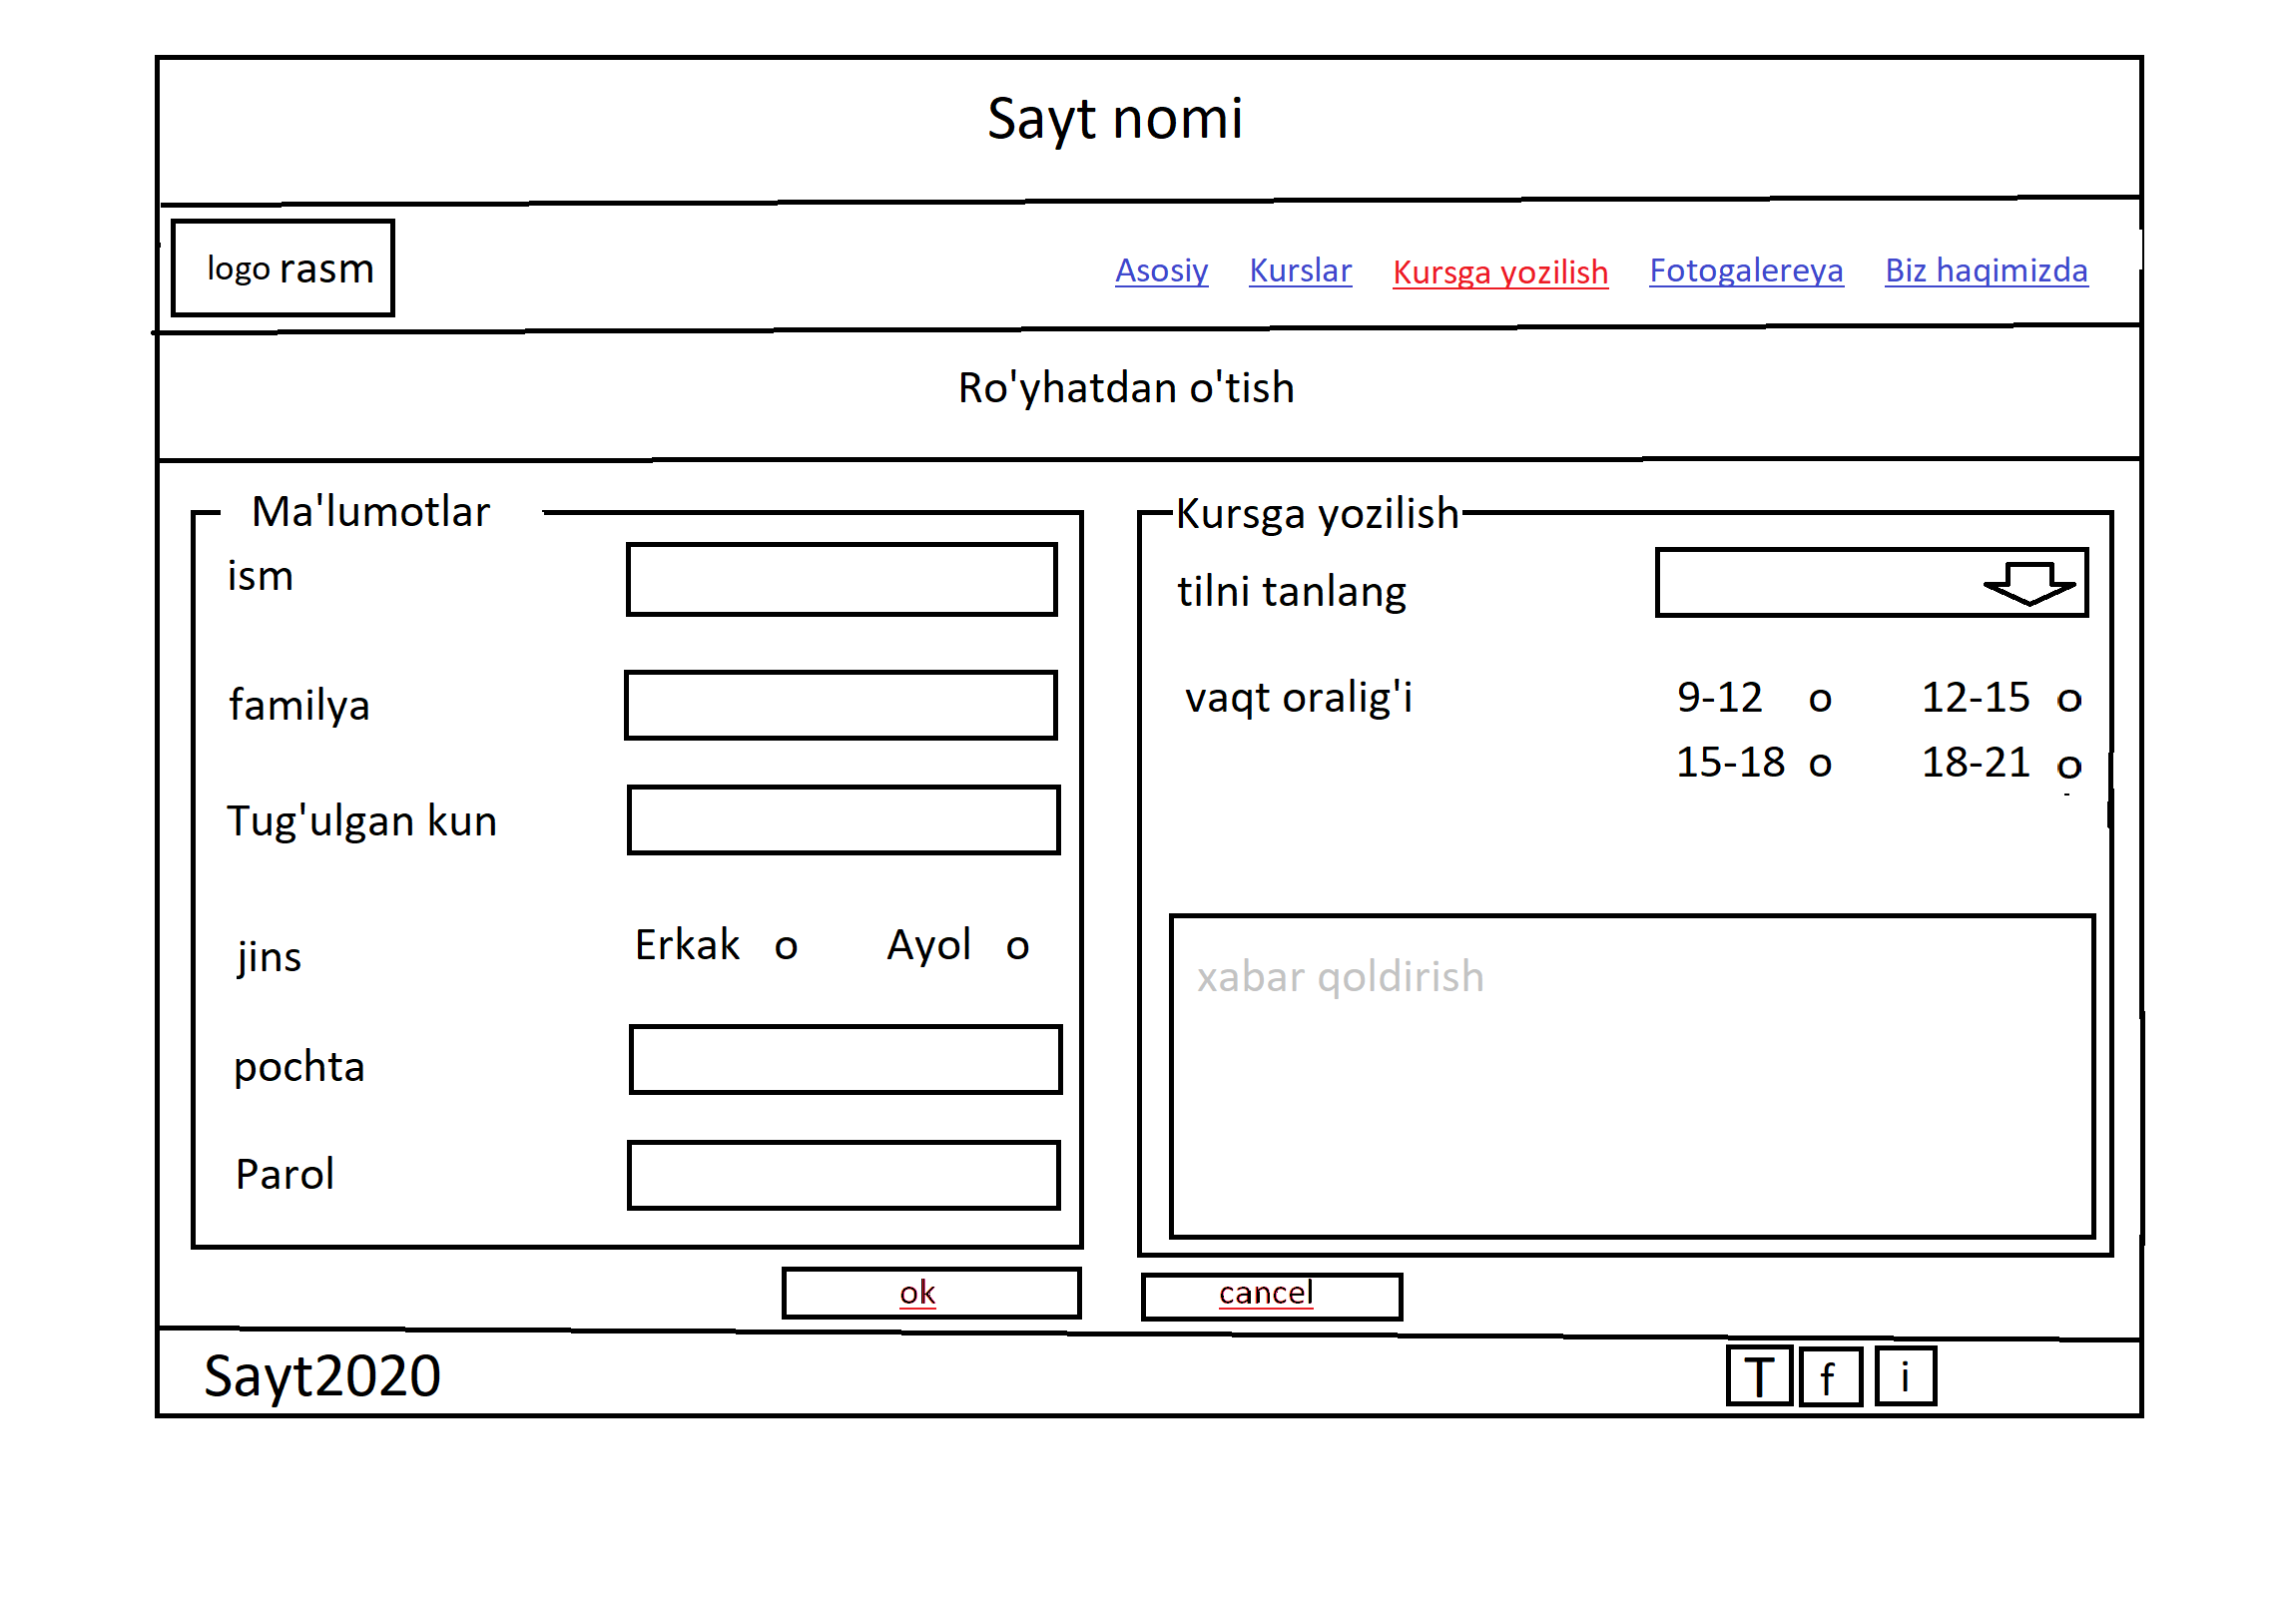 Sayt nomi
logo rasm
Asosiy Kurslar Kursga yozilish Fotogalereya Biz haqimizda
Ro'yhatdan o'tish
Ma'lumotlar
ism
familya
Tug'ulgan kun
jins Erkak o Ayol o
pochta
Parol
Kursga yozilish
tilni tanlang
vaqt oralig'i 9-12 o 12-15 o
15-18 o 18-21 o
xabar qoldirish
ok cancel
Sayt2020 T f i